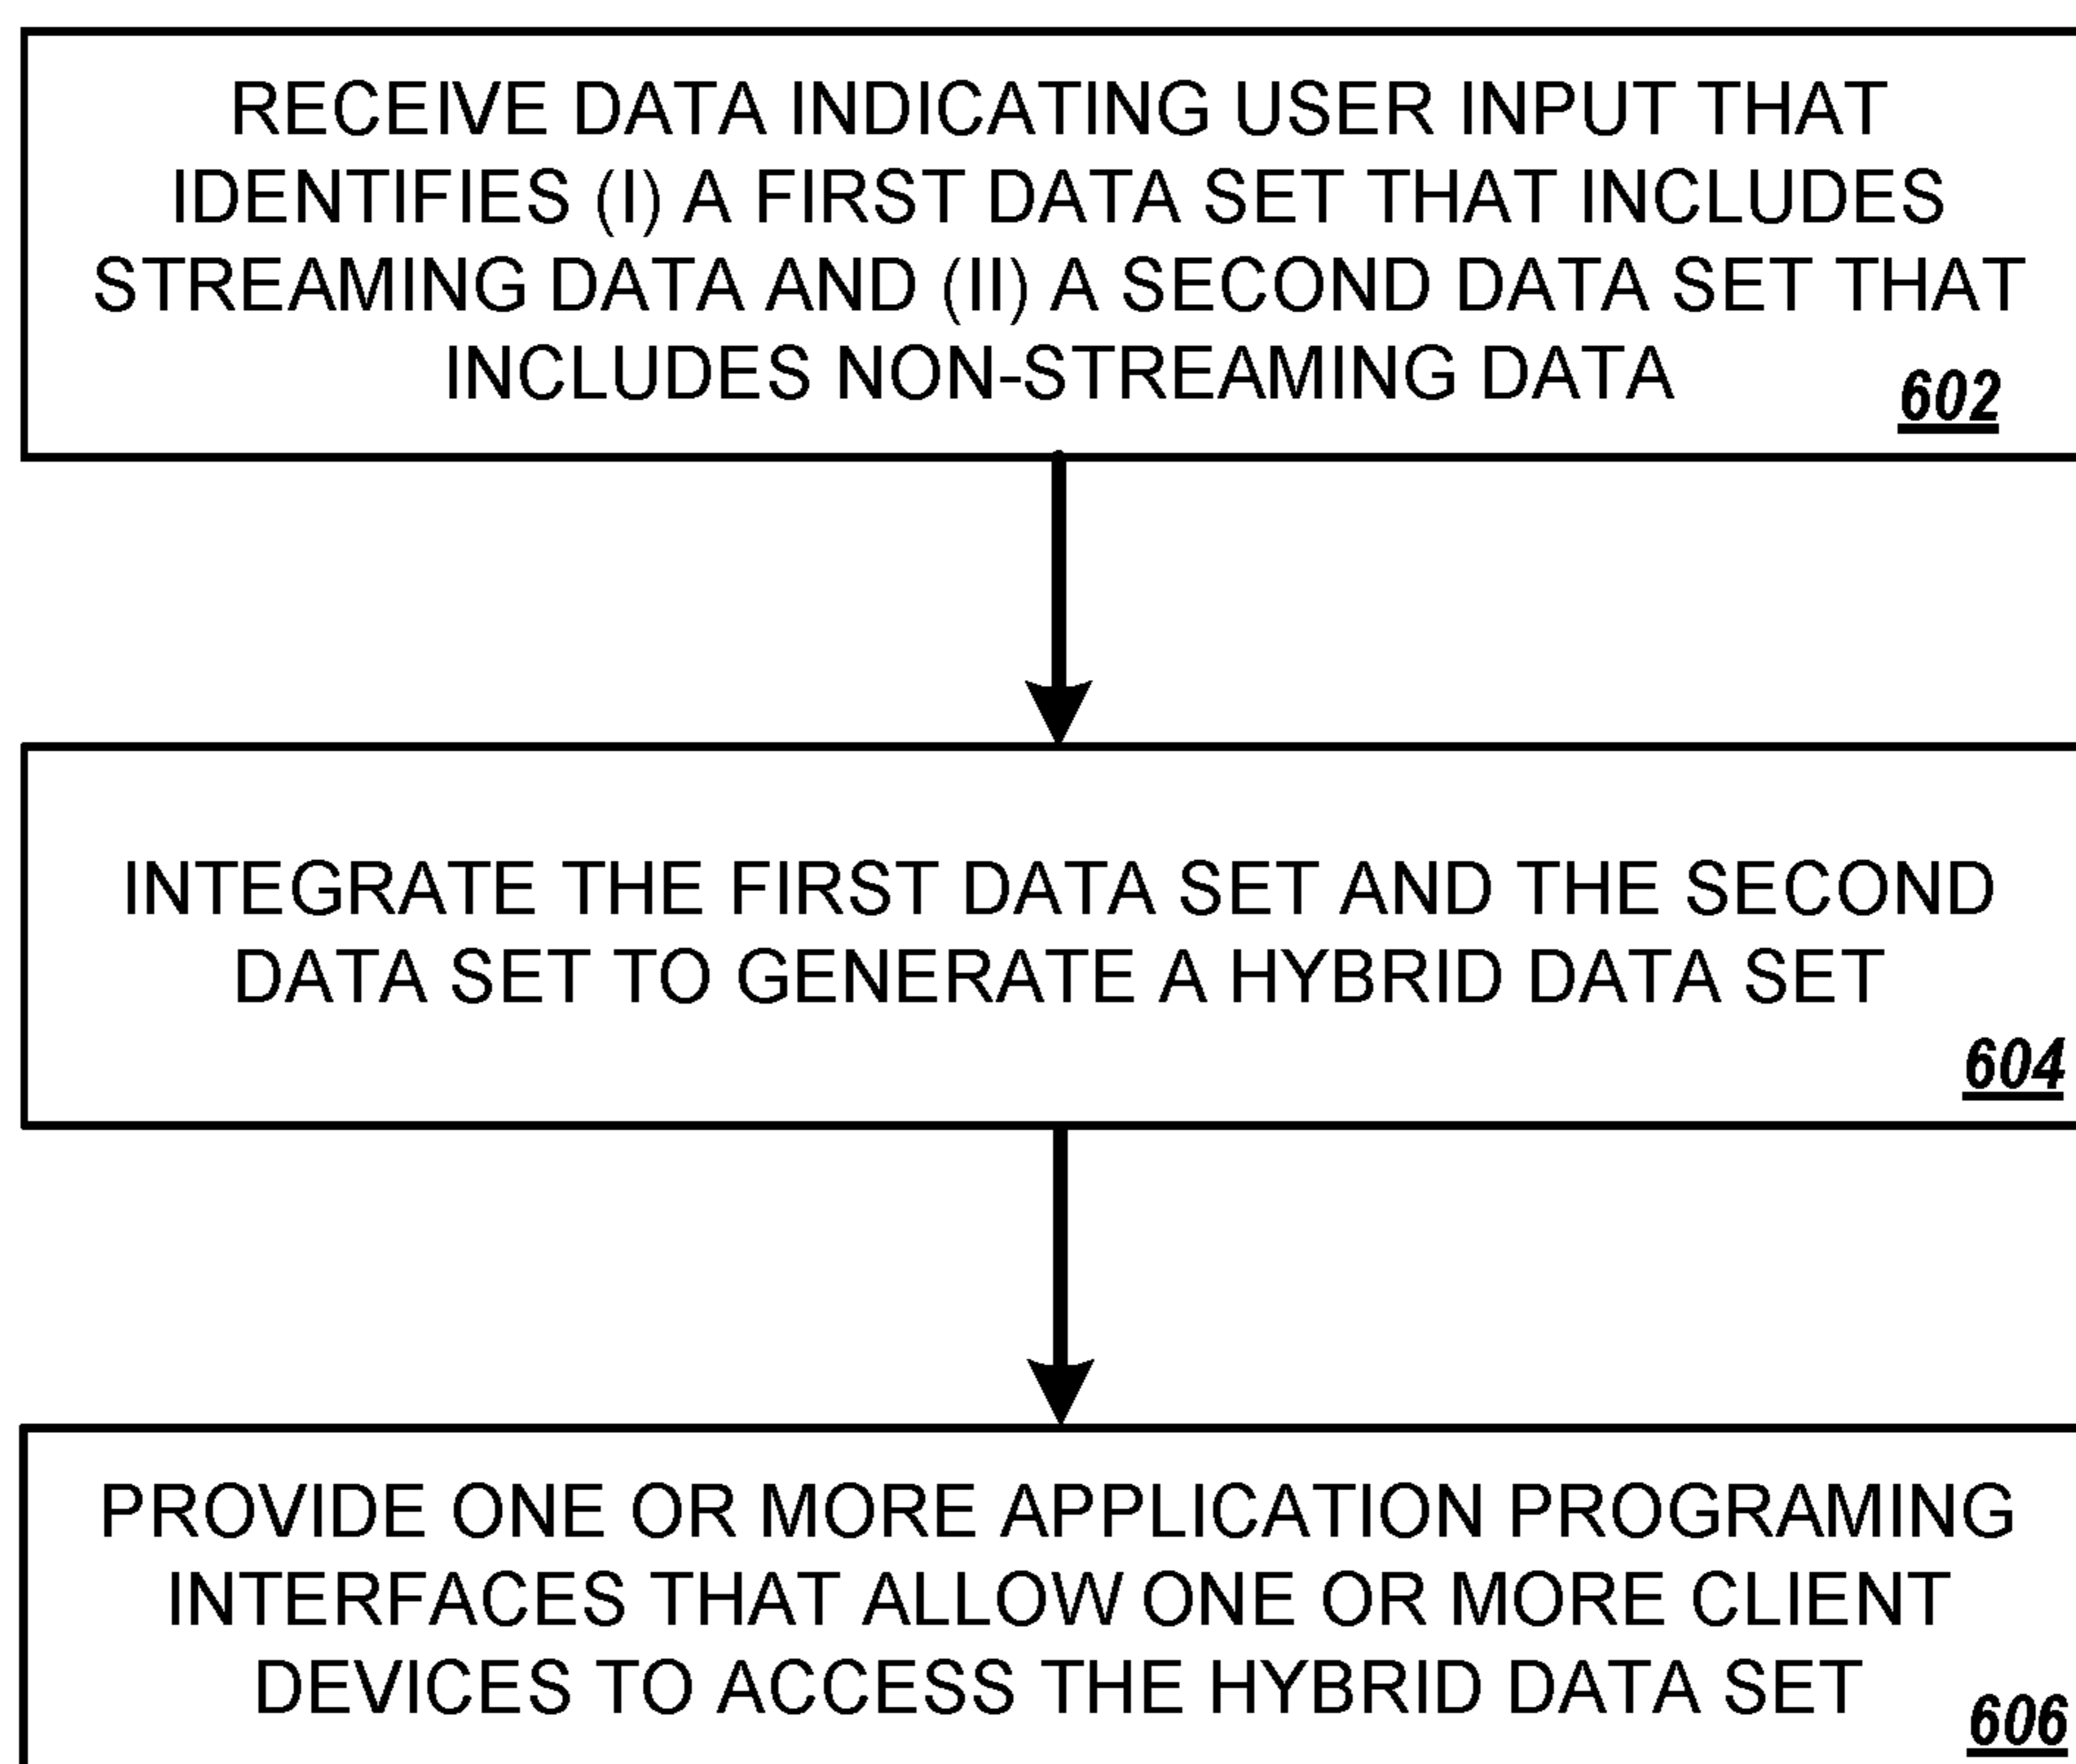 RECEIVE DATA INDICATING USER INPUT THAT
IDENTIFIES (I) A FIRST DATA SET THAT INCLUDES
STREAMING DATA AND (II) A SECOND DATA SET THAT
INCLUDES NON-STREAMING DATA
602
INTEGRATE THE FIRST DATA SET AND THE SECOND
DATA SET TO GENERATE A HYBRID DATA SET
604
PROVIDE ONE OR MORE APPLICATION PROGRAMING
INTERFACES THAT ALLOW ONE OR MORE CLIENT
DEVICES TO ACCESS THE HYBRID DATA SET
606